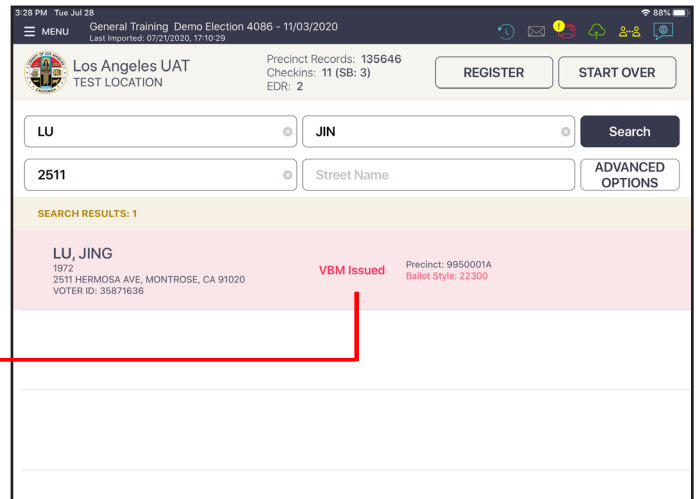 3:28 PM Tue Jul 28
88%
MENU
General Training Demo Election 4086 - 11/03/2020
Last Imported: 07/21/2020, 17:10:29
Los Angeles UAT
TEST LOCATION
Precinct Records: 135646
Checkins: 11 (SB: 3)
EDR: 2
REGISTER
START OVER
LU
JIN
Search
2511
Street Name
ADVANCED
OPTIONS
SEARCH RESULTS: 1
LU, JING
1972
2511 HERMOSA AVE, MONTROSE, CA 91020
VOTER ID: 35871636
VBM Issued
Precinct: 9950001A
Ballot Style: 22300